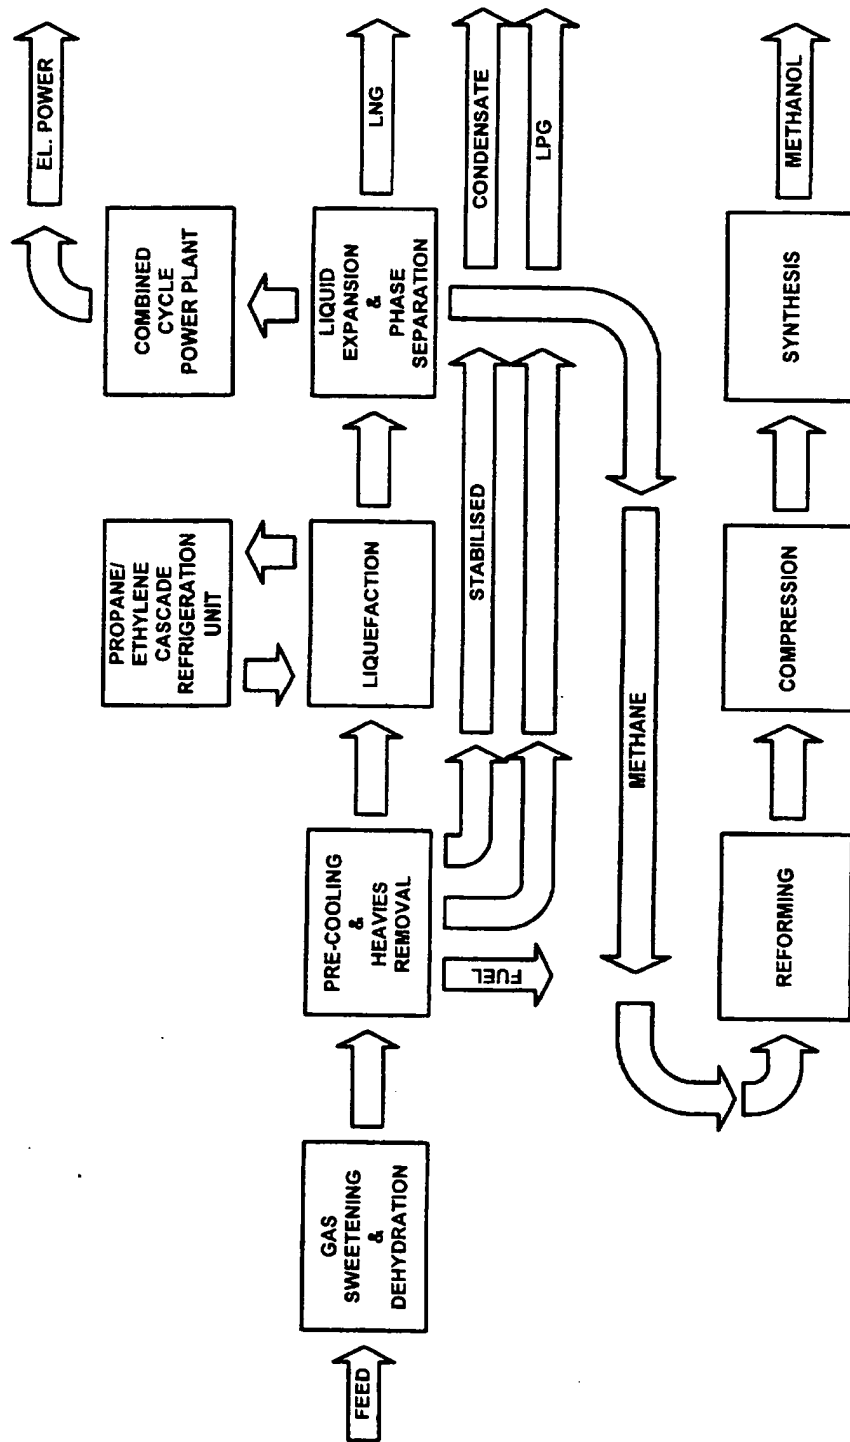 EL. POWER
COMBINED
CYCLE
POWER PLANT
PROPANE/
ETHYLENE
CASCADE
REFRIGERATION
UNIT
FEED
GAS
SWEETENING
&
DEHYDRATION
PRE-COOLING
&
HEAVIES
REMOVAL
LIQUEFACTION
LIQUID
EXPANSION
&
PHASE
SEPARATION
LNG
FUEL
STABILISED
CONDENSATE
LPG
METHANE
REFORMING
COMPRESSION
SYNTHESIS
METHANOL